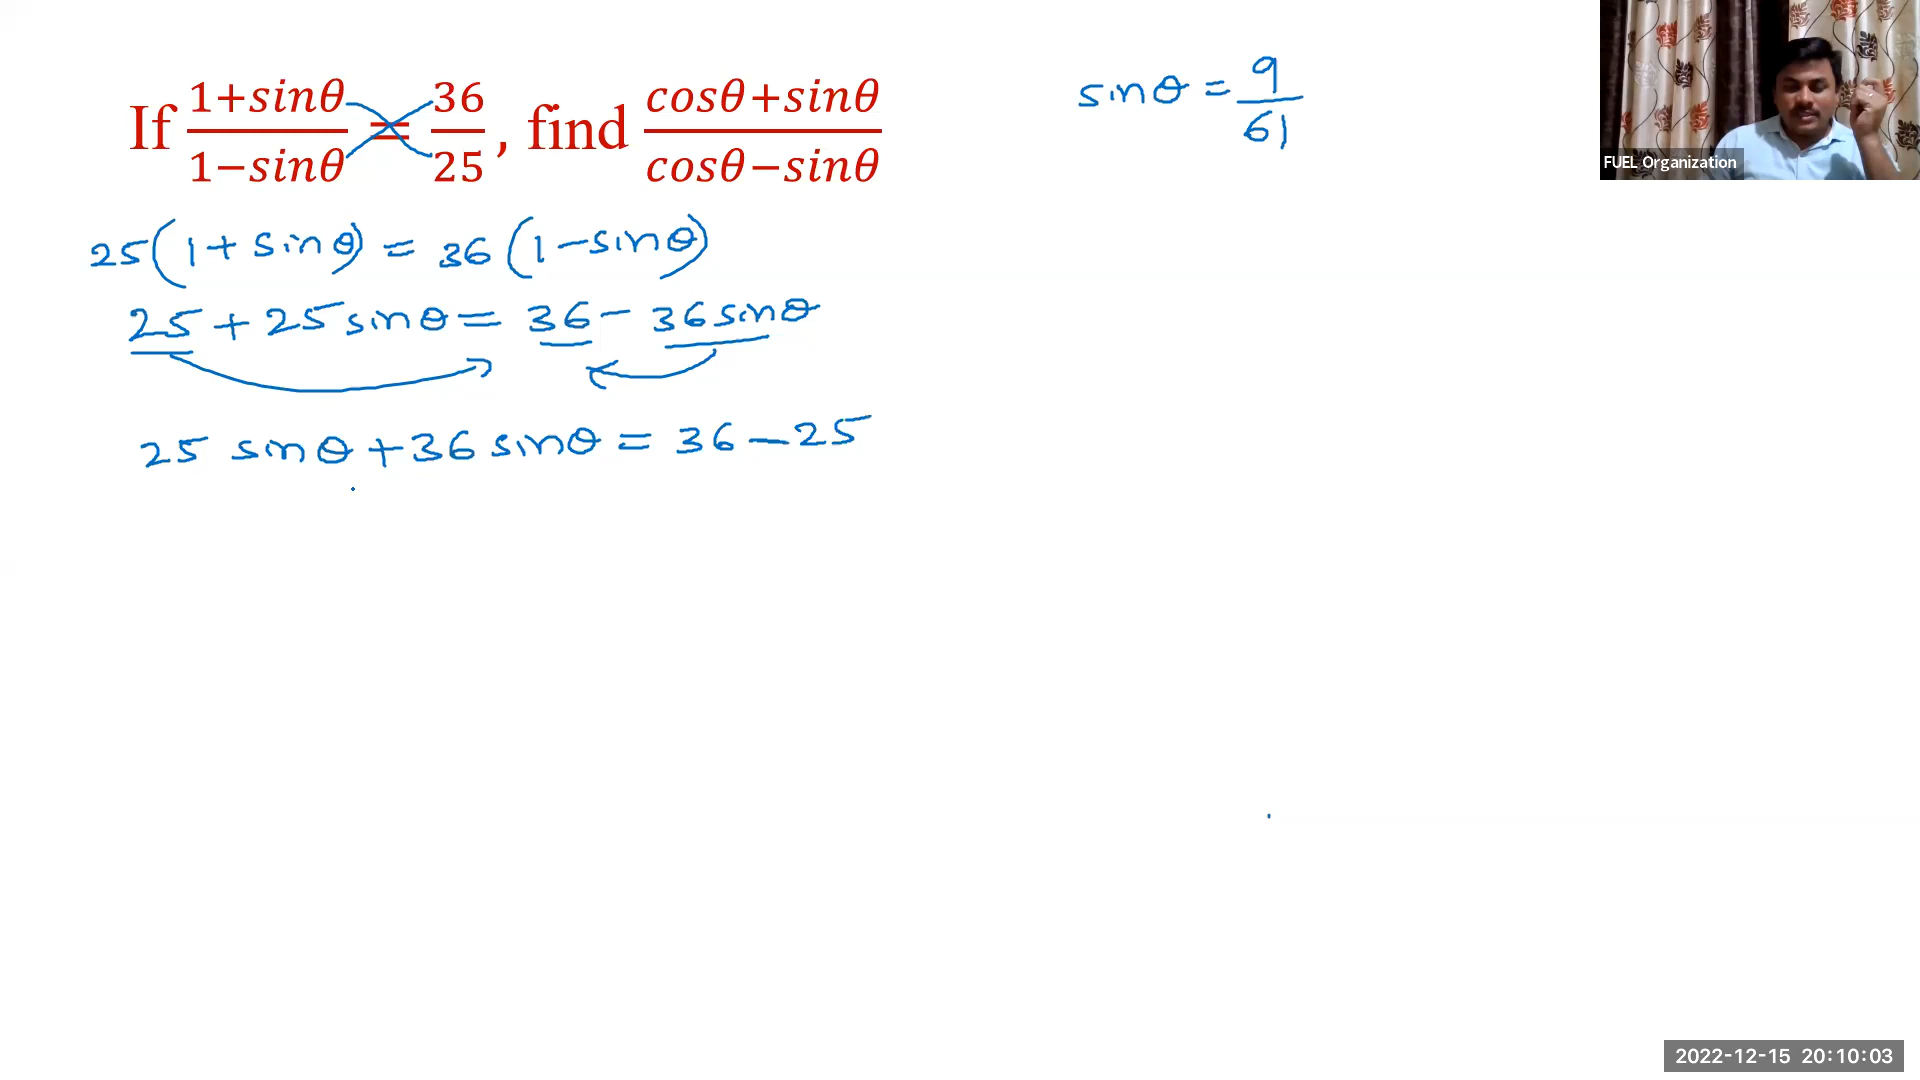 If (1+sinθ)/(1−sinθ) = 36/25, find (cosθ+sinθ)/(cosθ−sinθ)
sinθ = 9/61
25(1+sinθ) = 36(1−sinθ)
25+25sinθ = 36−36sinθ
25 sinθ+36 sinθ = 36−25
FUEL Organization
2022-12-15 20:10:03